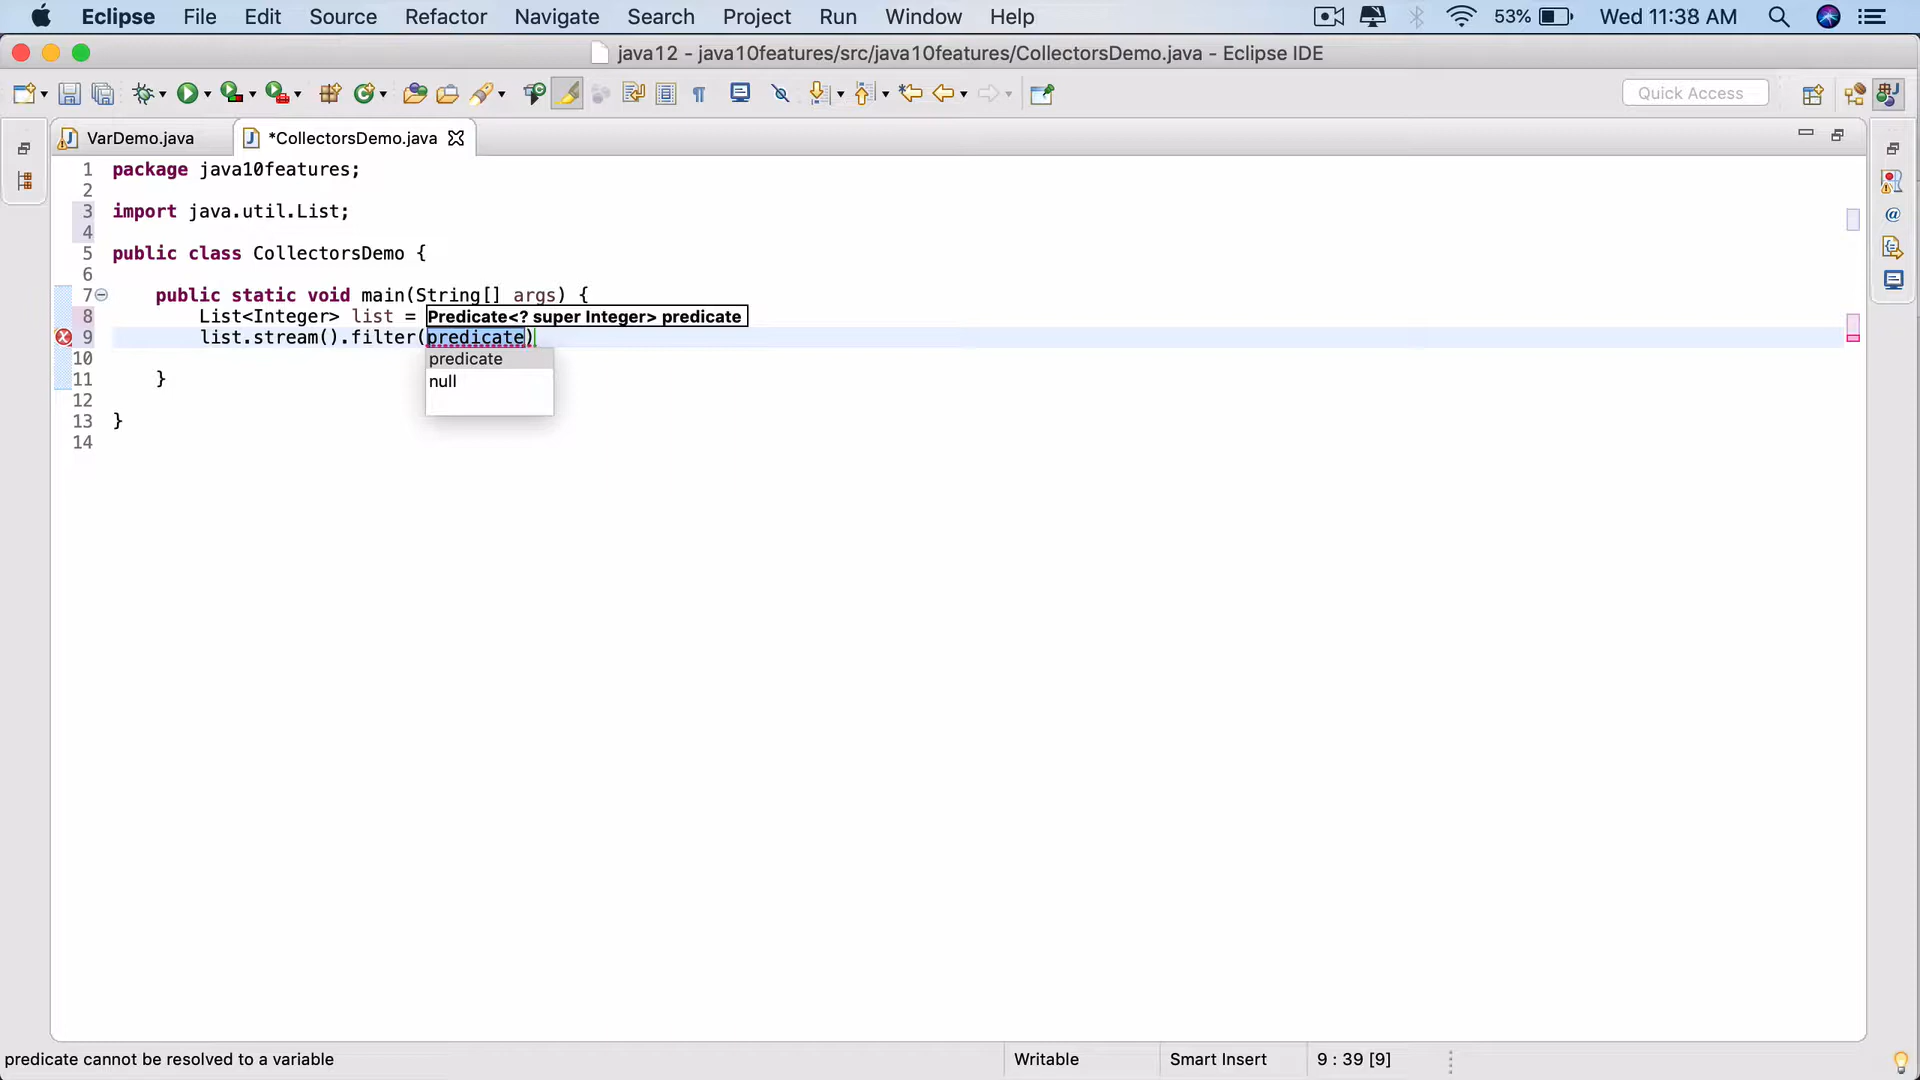 Eclipse File Edit Source Refactor Navigate Search Project Run Window Help 53% Wed 11:38 AM
java12 - java10features/src/java10features/CollectorsDemo.java - Eclipse IDE
Quick Access
VarDemo.java *CollectorsDemo.java
1 package java10features;
2
3 import java.util.List;
4
5 public class CollectorsDemo {
6
7 public static void main(String[] args) {
8 List<Integer> list = Predicate<? super Integer> predicate
9 list.stream().filter(predicate)
predicate
10
null
11 }
12
13 }
14
predicate cannot be resolved to a variable Writable Smart Insert 9 : 39 [9]